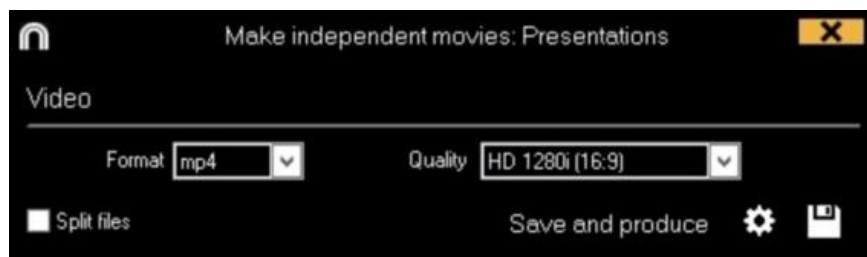 Make independent movies: Presentations
Video
Format mp4 Quality HD 1280i (16:9)
Split files Save and produce